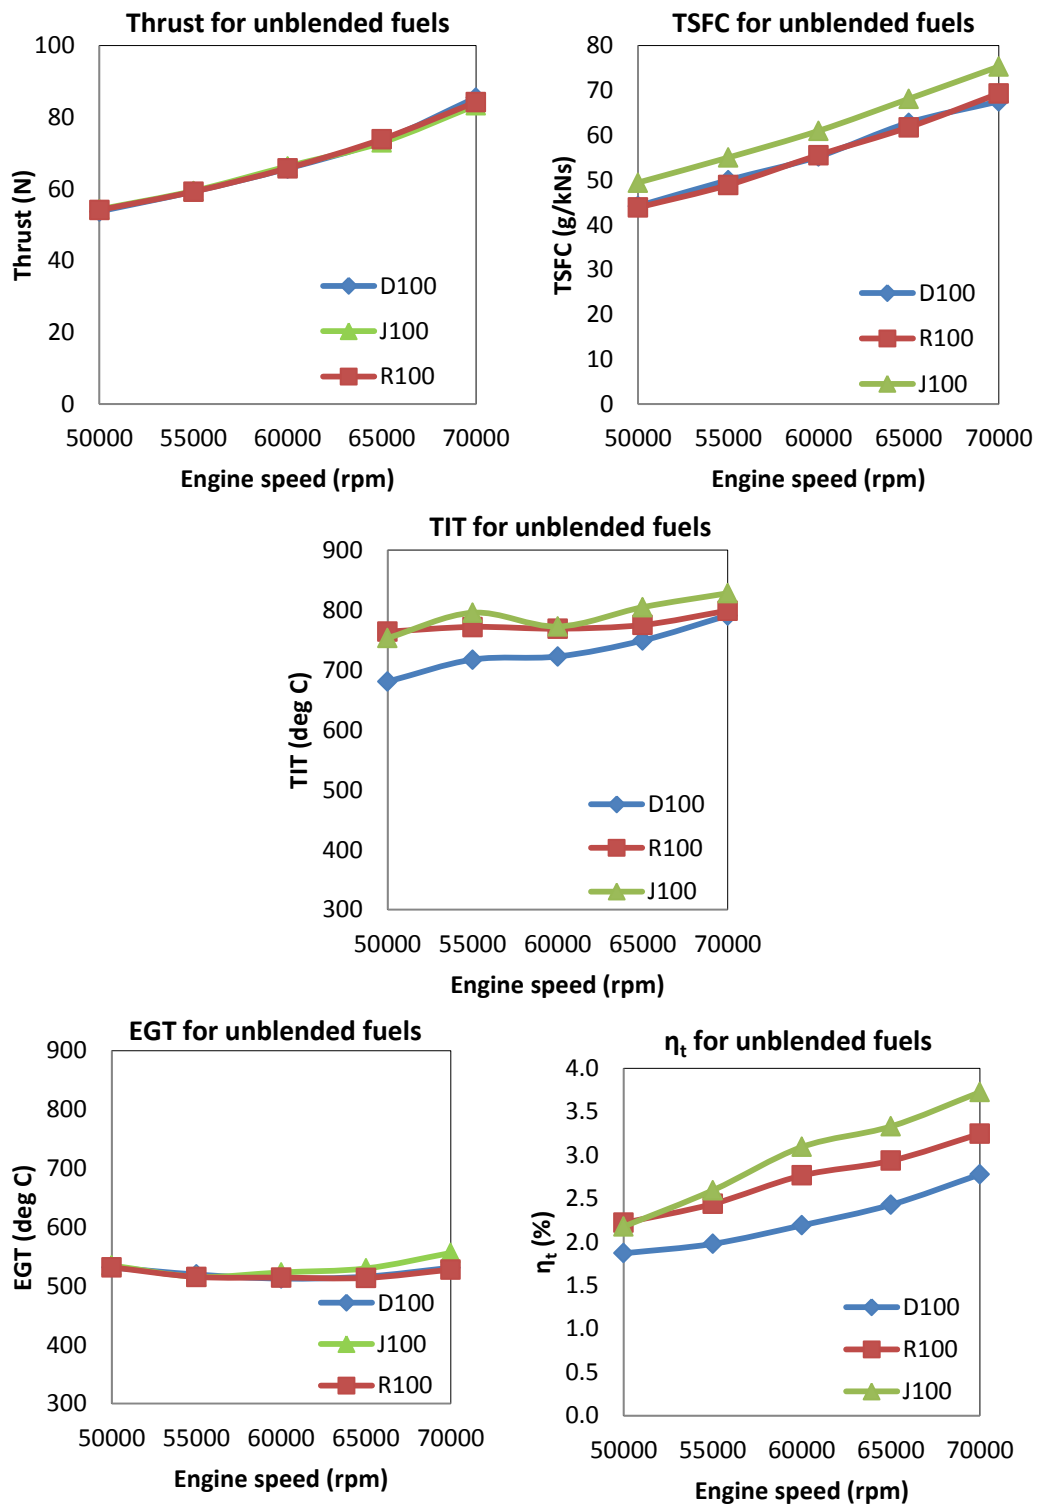 Thrust for unblended fuels
100
80
60
40
20
0
Thrust (N)
D100
J100
R100
50000 55000 60000 65000 70000
Engine speed (rpm)
TSFC for unblended fuels
80
70
60
50
40
30
20
10
0
TSFC (g/kNs)
D100
R100
J100
50000 55000 60000 65000 70000
Engine speed (rpm)
TIT for unblended fuels
900
800
700
600
500
400
300
TIT (deg C)
D100
R100
J100
50000 55000 60000 65000 70000
Engine speed (rpm)
EGT for unblended fuels
900
800
700
600
500
400
300
EGT (deg C)
D100
J100
R100
50000 55000 60000 65000 70000
Engine speed (rpm)
ηt for unblended fuels
4.0
3.5
3.0
2.5
2.0
1.5
1.0
0.5
0.0
ηt (%)
D100
R100
J100
50000 55000 60000 65000 70000
Engine speed (rpm)